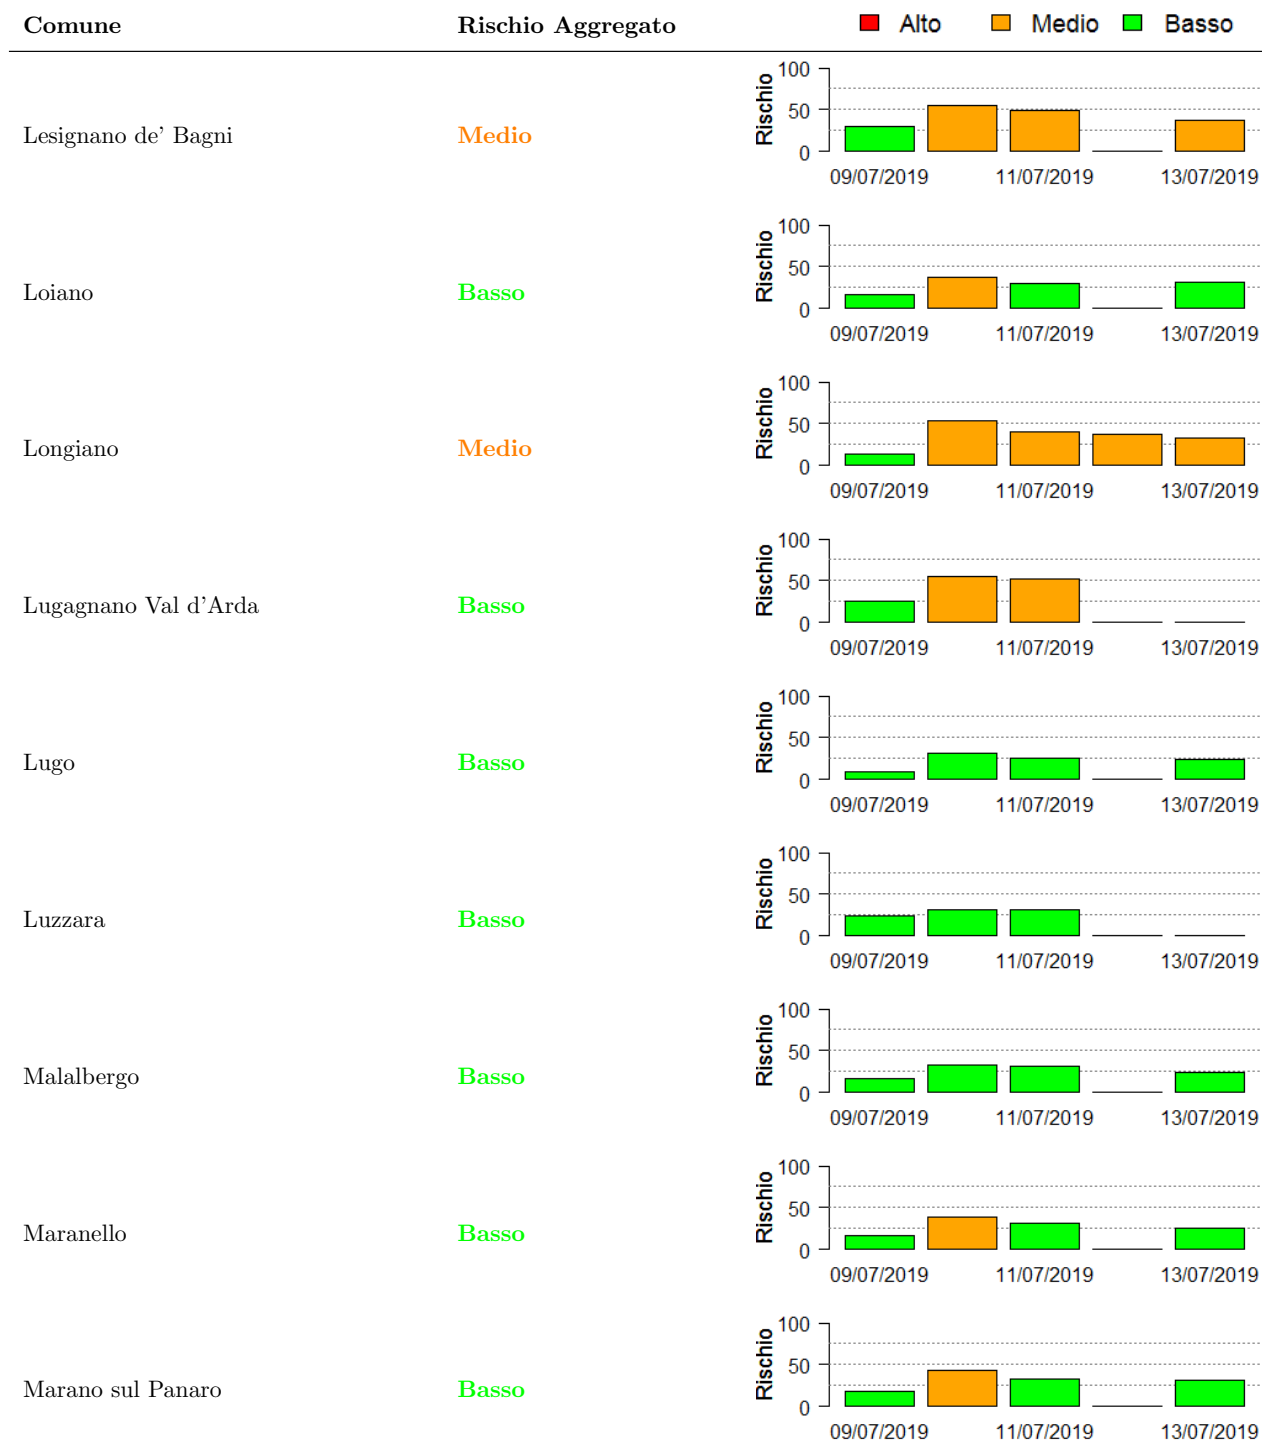 Comune Rischio Aggregato Alto Medio Basso
Lesignano de' Bagni Medio
Rischio
100
50
0
09/07/2019 11/07/2019 13/07/2019
Loiano Basso
Rischio
100
50
0
09/07/2019 11/07/2019 13/07/2019
Longiano Medio
Rischio
100
50
0
09/07/2019 11/07/2019 13/07/2019
Lugagnano Val d'Arda Basso
Rischio
100
50
0
09/07/2019 11/07/2019 13/07/2019
Lugo Basso
Rischio
100
50
0
09/07/2019 11/07/2019 13/07/2019
Luzzara Basso
Rischio
100
50
0
09/07/2019 11/07/2019 13/07/2019
Malalbergo Basso
Rischio
100
50
0
09/07/2019 11/07/2019 13/07/2019
Maranello Basso
Rischio
100
50
0
09/07/2019 11/07/2019 13/07/2019
Marano sul Panaro Basso
Rischio
100
50
0
09/07/2019 11/07/2019 13/07/2019